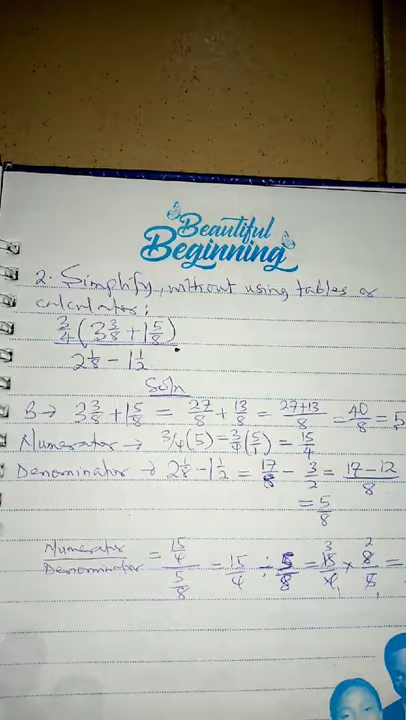 Beautiful
Beginning
2. Simplify, without using tables or
calculator;
3/4 (3 3/8 + 1 5/8)
2 1/8 - 1 1/2
Soln
B → 3 3/8 + 1 5/8 = 27/8 + 13/8 = 27+13/8 = 40/8 = 5
Numerator → 3/4(5) = 3/4(5/1) = 15/4
Denominator → 2 1/8 - 1 1/2 = 17/8 - 3/2 = 17-12/8
= 5/8
Numerator/Denominator = 15/4 / 5/8 = 15/4 ÷ 5/8 = 15/4 × 8/5 =